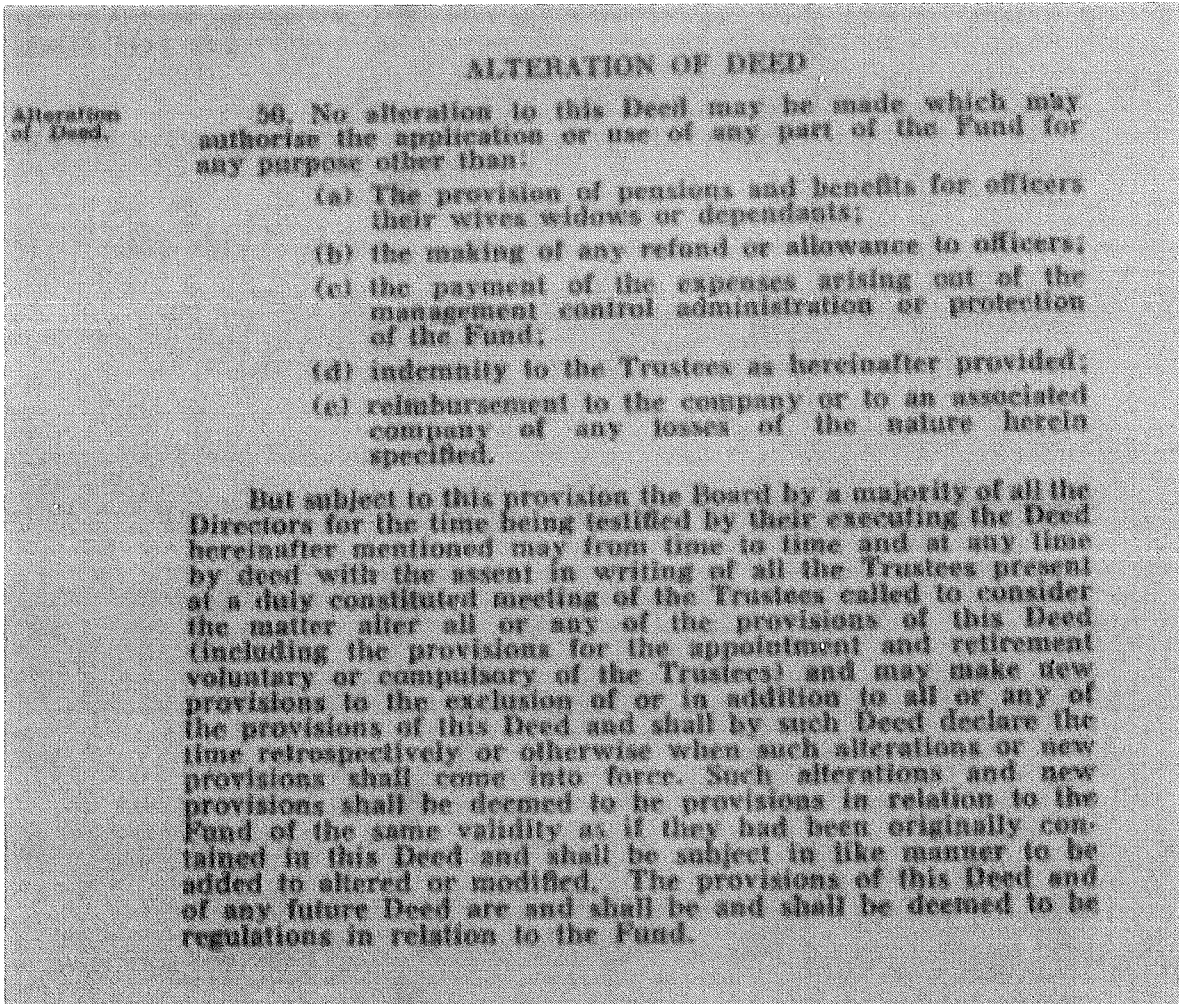 ALTERATION OF DEED
Alteration
of Deed.
50. No alteration to this Deed may be made which may
authorise the application or use of any part of the Fund for
any purpose other than:
(a) The provision of pensions and benefits for officers
their wives widows or dependants;
(b) the making of any refund or allowance to officers;
(c) the payment of the expenses arising out of the
management control administration or protection
of the Fund;
(d) indemnity to the Trustees as hereinafter provided;
(e) reimbursement to the company or to an associated
company of any losses of the nature herein
specified.
But subject to this provision the Board by a majority of all the
Directors for the time being testified by their executing the Deed
hereinafter mentioned may from time to time and at any time
by deed with the assent in writing of all the Trustees present
at a duly constituted meeting of the Trustees called to consider
the matter alter all or any of the provisions of this Deed
(including the provisions for the appointment and retirement
voluntary or compulsory of the Trustees) and may make new
provisions to the exclusion of or in addition to all or any of
the provisions of this Deed and shall by such Deed declare the
time retrospectively or otherwise when such alterations or new
provisions shall come into force. Such alterations and new
provisions shall be deemed to be provisions in relation to the
Fund of the same validity as if they had been originally con-
tained in this Deed and shall be subject in like manner to be
added to altered or modified. The provisions of this Deed and
of any future Deed are and shall be and shall be deemed to be
regulations in relation to the Fund.